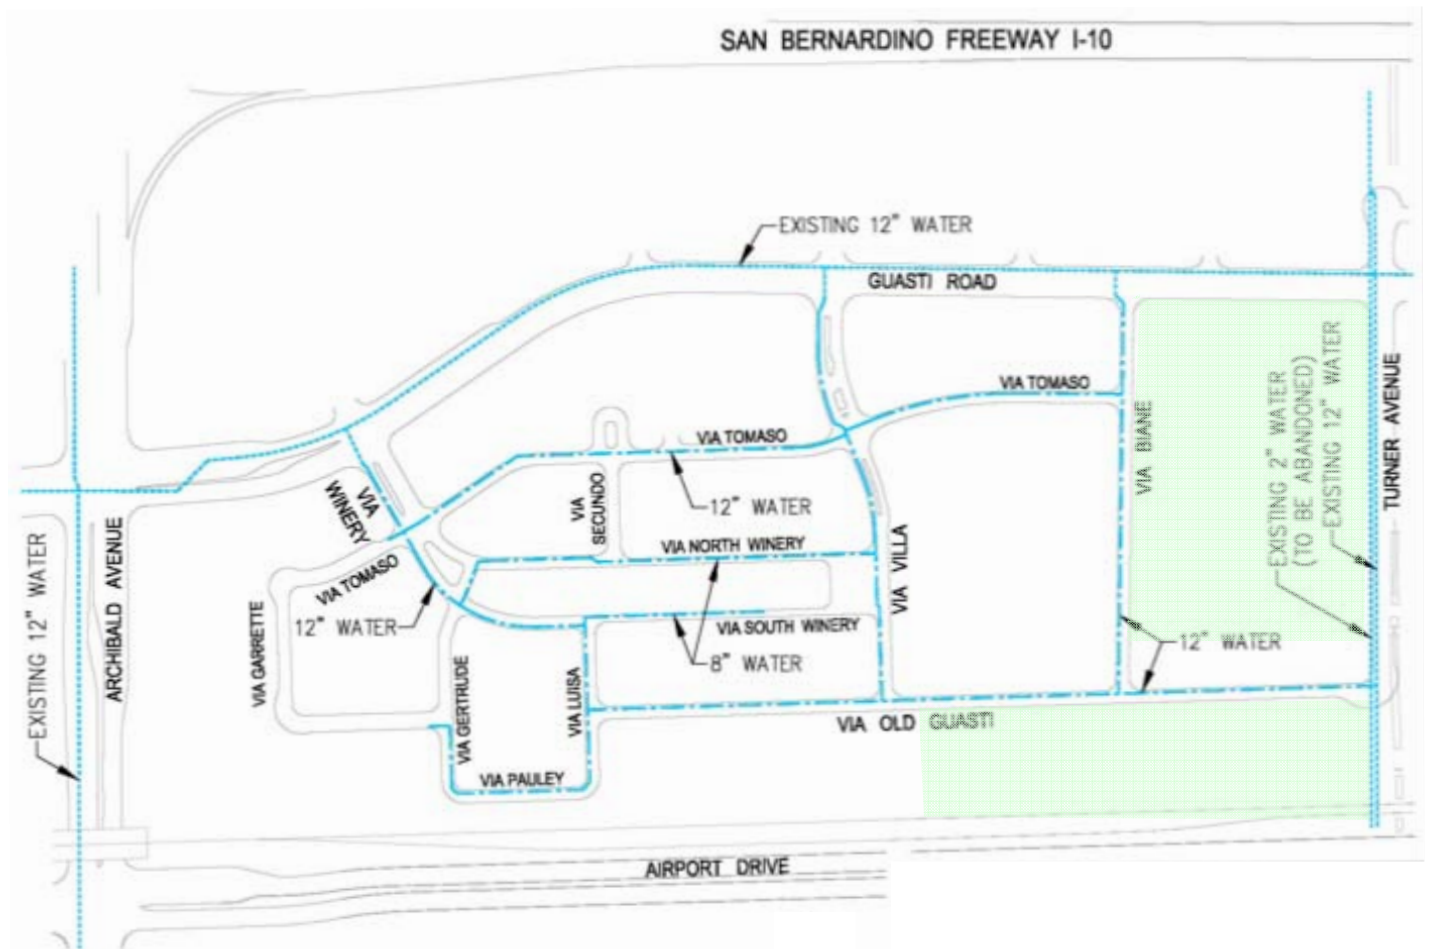 SAN BERNARDINO FREEWAY I-10
EXISTING 12" WATER
GUASTI ROAD
VIA TOMASO
VIA TOMASO
VIA BIANE
EXISTING 2" WATER
(TO BE ABANDONED)
EXISTING 12" WATER
TURNER AVENUE
VIA
WINERY
VIA
SECUNDO
12" WATER
VIA NORTH WINERY
VIA VILLA
EXISTING 12" WATER
ARCHIBALD AVENUE
VIA TOMASO
VIA GARRETTE
12" WATER
VIA SOUTH WINERY
8" WATER
12" WATER
VIA GERTRUDE
VIA LUISA
VIA OLD GUASTI
VIA PAULEY
AIRPORT DRIVE